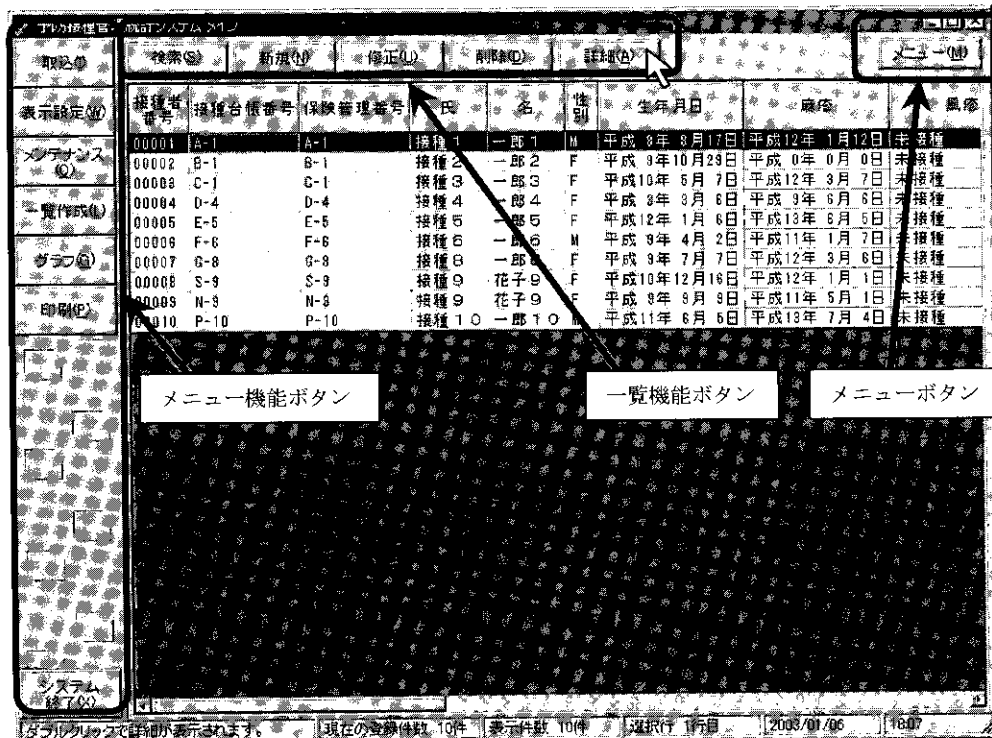 予防接種管・統計システム メイン
取込(I) 検索(S) 新規(N) 修正(U) 削除(D) 詳細(A) メニュー(M)
表示設定(W)
メンテナンス(Q)
一覧作成(L)
グラフ(G)
印刷(P)
接種者番号 接種台帳番号 保険管理番号 氏 名 性別 生年月日 麻疹 風疹
00001 A-1 A-1 接種1 一郎1 M 平成 8年 8月17日 平成12年 1月12日 未接種
00002 B-1 B-1 接種2 一郎2 F 平成 9年10月29日 平成 0年 0月 0日 未接種
00003 C-1 C-1 接種3 一郎3 F 平成10年 5月 7日 平成12年 3月 7日 未接種
00004 D-4 D-4 接種4 一郎4 F 平成 3年 3月 6日 平成 9年 6月 6日 未接種
00005 E-5 E-5 接種5 一郎5 F 平成12年 1月 6日 平成13年 6月 5日 未接種
00006 F-6 F-6 接種6 一郎6 M 平成 9年 4月 2日 平成11年 1月 7日 未接種
00007 G-8 G-8 接種8 一郎8 F 平成 9年 7月 7日 平成12年 3月 6日 未接種
00008 S-9 S-9 接種9 花子9 F 平成10年12月16日 平成12年 1月 1日 未接種
00009 N-9 N-9 接種9 花子9 F 平成 9年 9月 9日 平成11年 5月 1日 未接種
00010 P-10 P-10 接種10 一郎10 平成11年 6月 5日 平成13年 7月 4日 未接種
メニュー機能ボタン 一覧機能ボタン メニューボタン
システム終了(X)
ダブルクリックで詳細が表示されます。 現在の登録件数 10件 表示件数 10件 選択行 1行目 2003/01/06 18:07